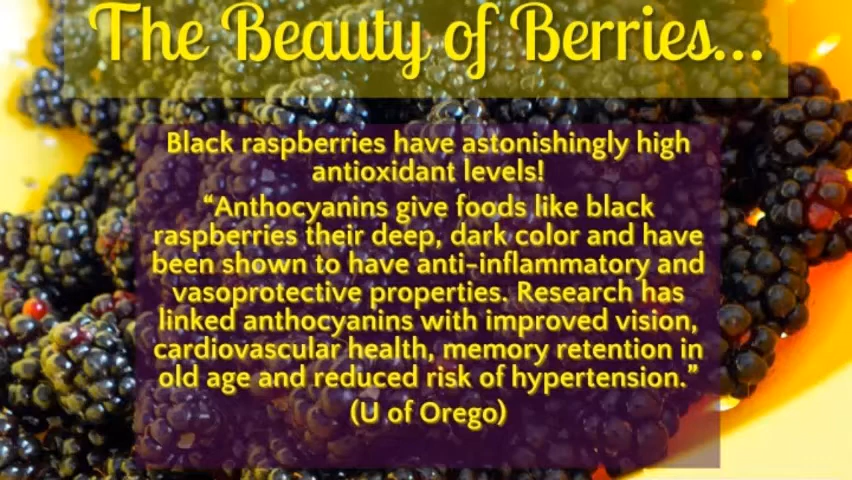 The Beauty of Berries...
Black raspberries have astonishingly high
antioxidant levels!
“Anthocyanins give foods like black
raspberries their deep, dark color and have
been shown to have anti-inflammatory and
vasoprotective properties. Research has
linked anthocyanins with improved vision,
cardiovascular health, memory retention in
old age and reduced risk of hypertension.”
(U of Orego)